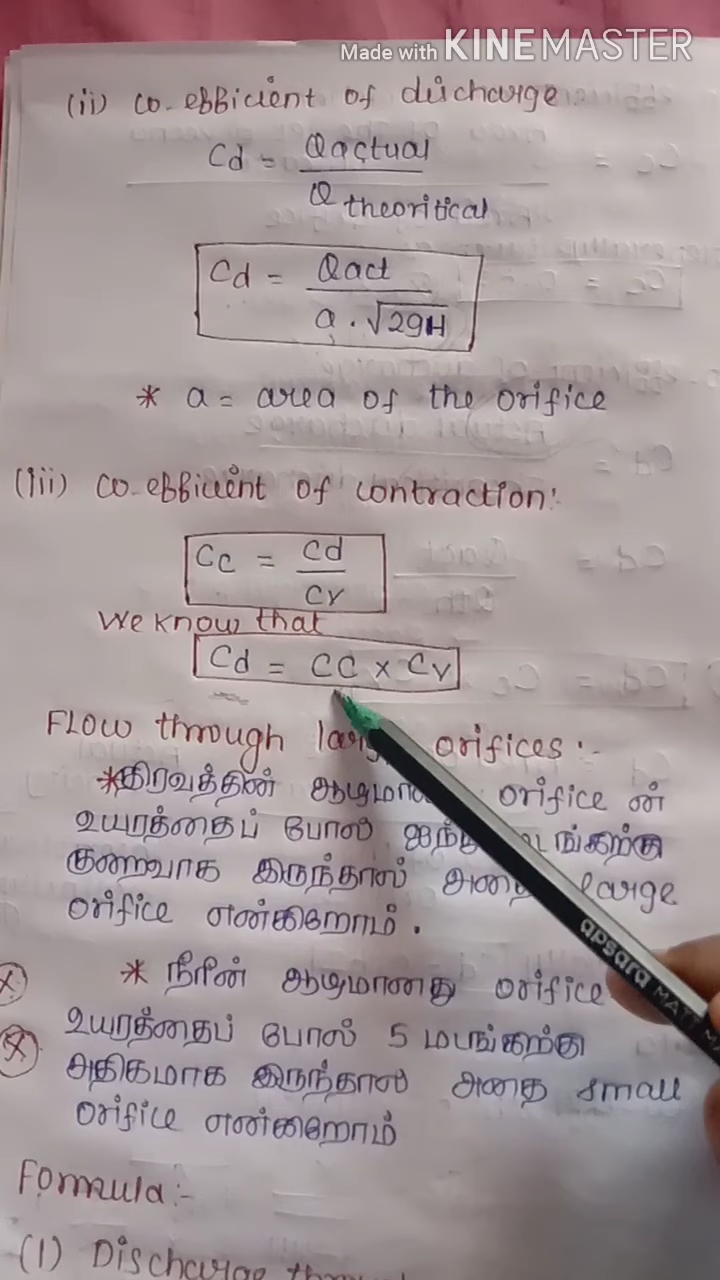 Made with KINEMASTER
(ii) co-efficient of discharge
Cd = Qactual / Q theoritical
Cd = Qact / a . √2gH
* a = area of the orifice
(iii) co-efficient of contraction:
Cc = Cd / Cv
We know that
Cd = CC x Cv
FLOW through orifices :-
*திரவத்தின் orifice ன்
உயரத்தைப் போல்
குறைவாக இருந்தால் அதை large
orifice என்கிறோம் .
* நீரின் ஆழமானது orifice
உயரத்தைப் போல் 5 மடங்கிற்கு
அதிகமாக இருந்தால் அதை small
orifice என்கிறோம்
Formula:-
(1) Discharge
apsara MATT